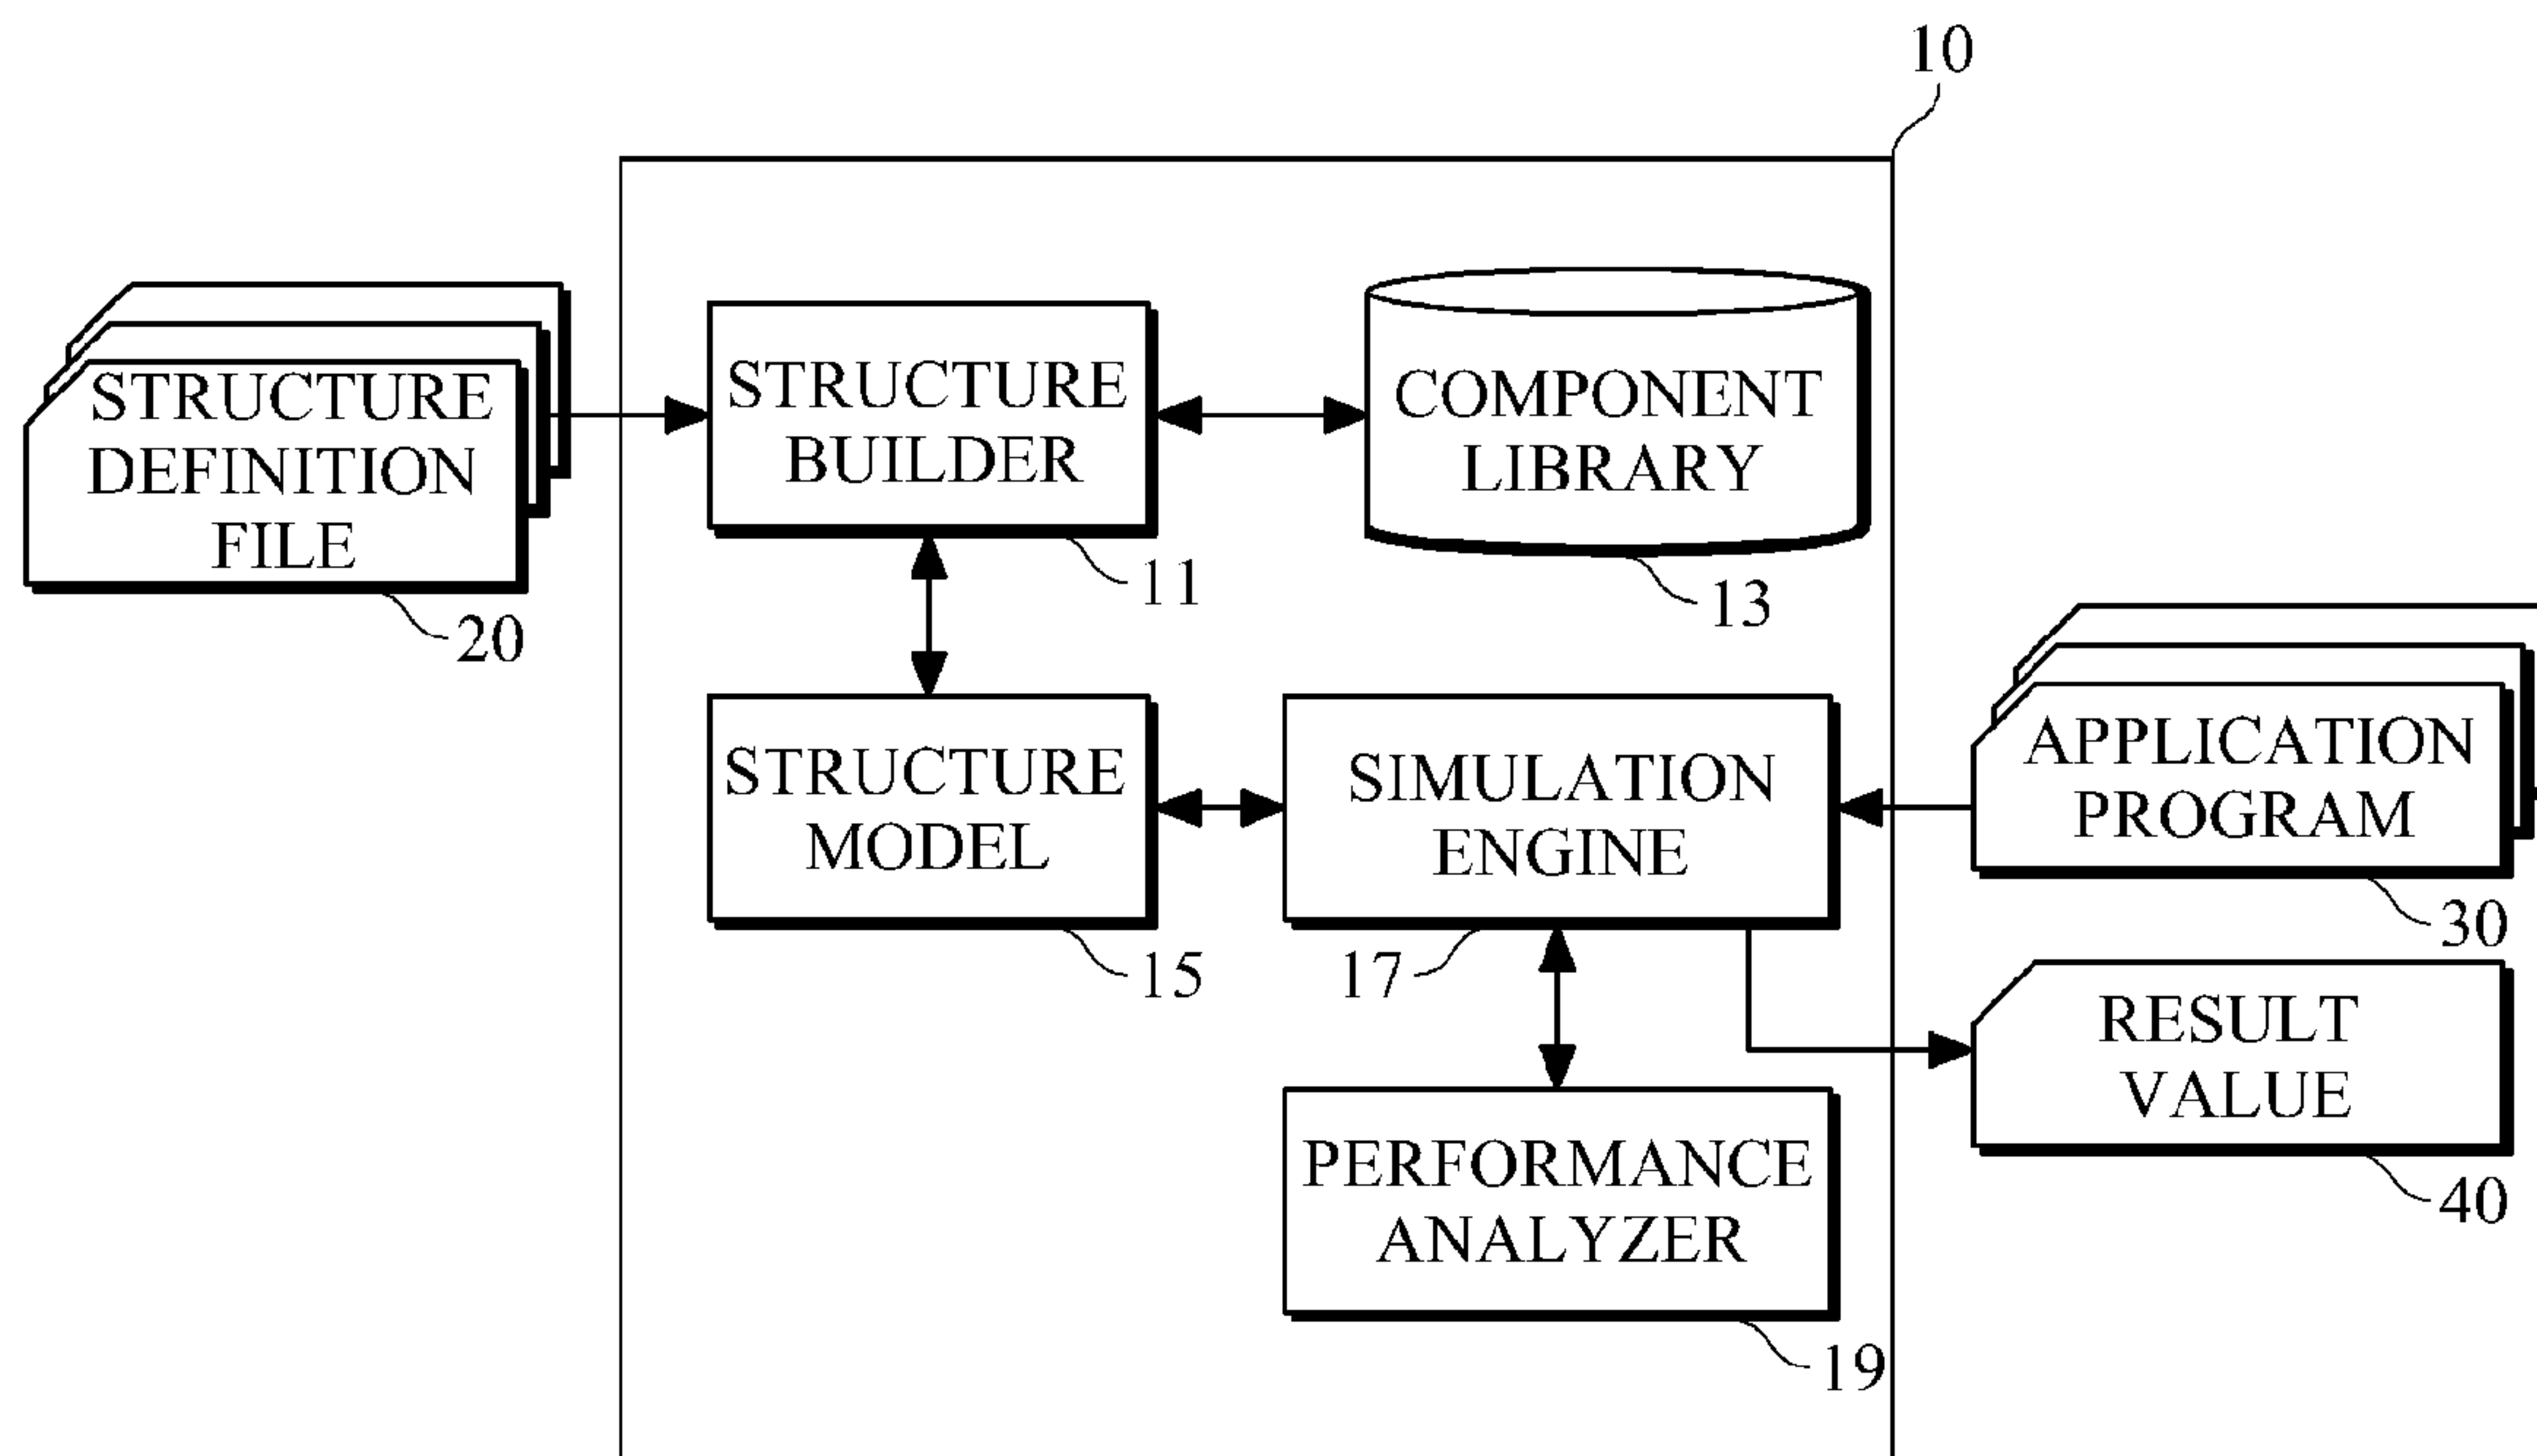 10
STRUCTURE
DEFINITION
FILE
20
STRUCTURE
BUILDER
11
COMPONENT
LIBRARY
13
STRUCTURE
MODEL
15
SIMULATION
ENGINE
17
APPLICATION
PROGRAM
30
RESULT
VALUE
40
PERFORMANCE
ANALYZER
19